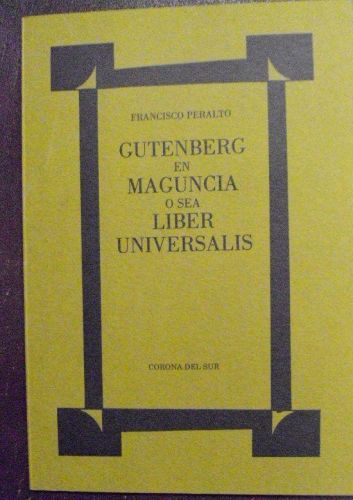 FRANCISCO PERALTO
GUTENBERG
EN
MAGUNCIA
O SEA
LIBER
UNIVERSALIS
CORONA DEL SUR